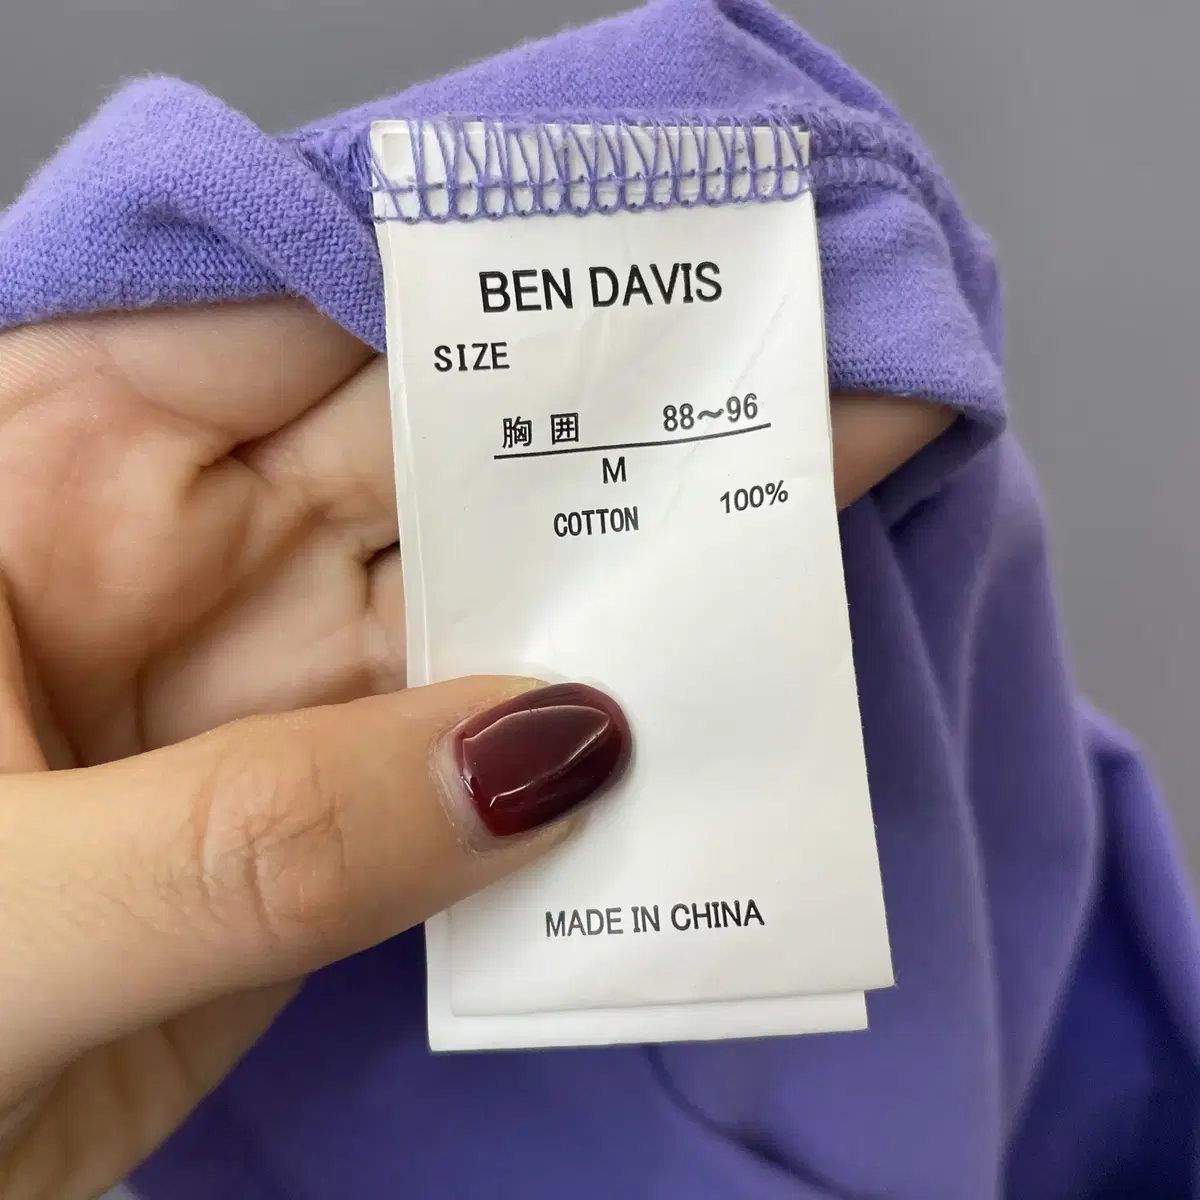 BEN DAVIS
SIZE
胸囲 88〜96
M
COTTON 100%
MADE IN CHINA